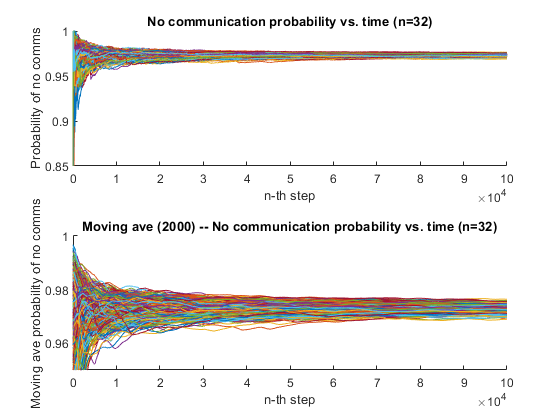 No communication probability vs. time (n=32)
Probability of no comms
1
0.95
0.9
0.85
0 1 2 3 4 5 6 7 8 9 10
n-th step
×10^4
Moving ave (2000) -- No communication probability vs. time (n=32)
Moving ave probability of no comms
1
0.98
0.96
0 1 2 3 4 5 6 7 8 9 10
n-th step
×10^4